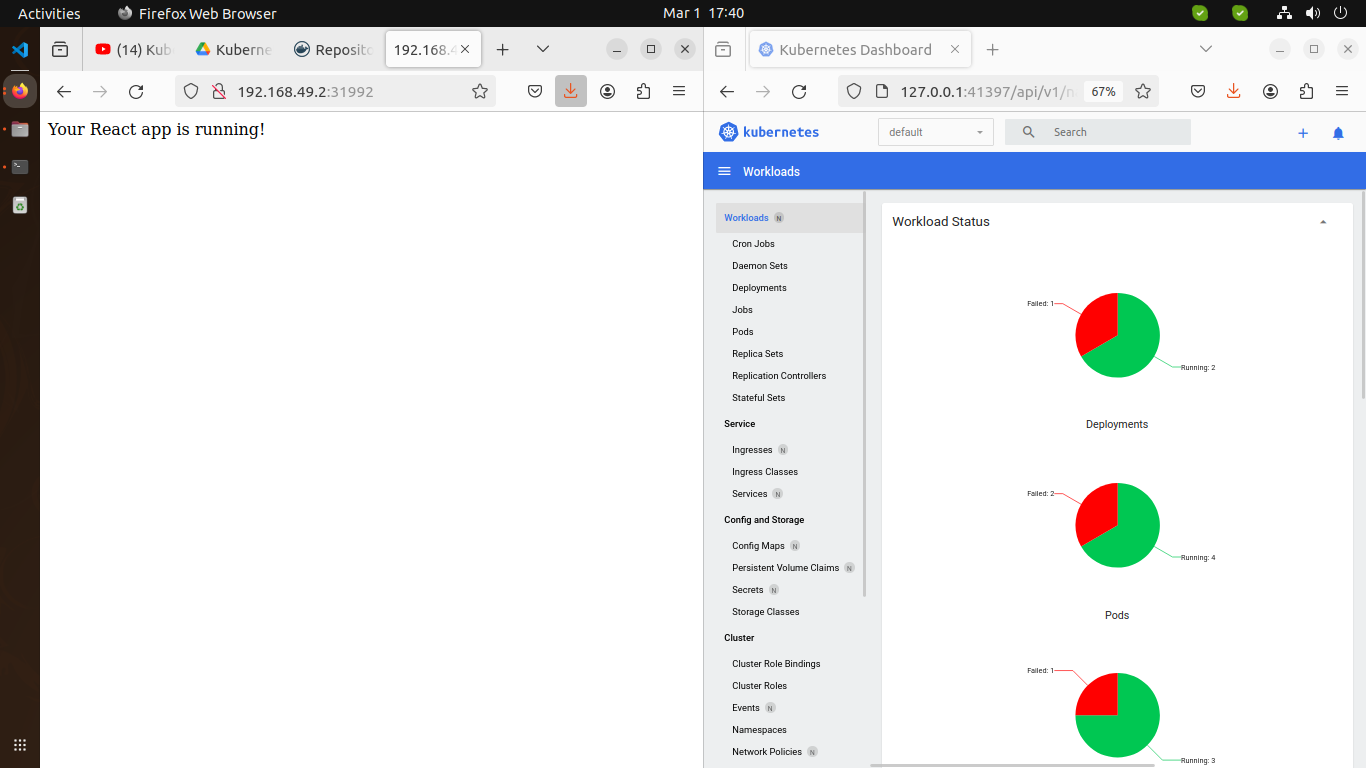 Activities
Firefox Web Browser
Mar 1 17:40
(14) Kub
Kuberne
Reposito
192.168.4
192.168.49.2:31992
Your React app is running!
Kubernetes Dashboard
127.0.0.1:41397/api/v1/n
67%
kubernetes
default
Search
Workloads
Workloads N
Cron Jobs
Daemon Sets
Deployments
Jobs
Pods
Replica Sets
Replication Controllers
Stateful Sets
Service
Ingresses N
Ingress Classes
Services N
Config and Storage
Config Maps N
Persistent Volume Claims N
Secrets N
Storage Classes
Cluster
Cluster Role Bindings
Cluster Roles
Events N
Namespaces
Network Policies N
Workload Status
Failed: 1
Running: 2
Deployments
Failed: 2
Running: 4
Pods
Failed: 1
Running: 3